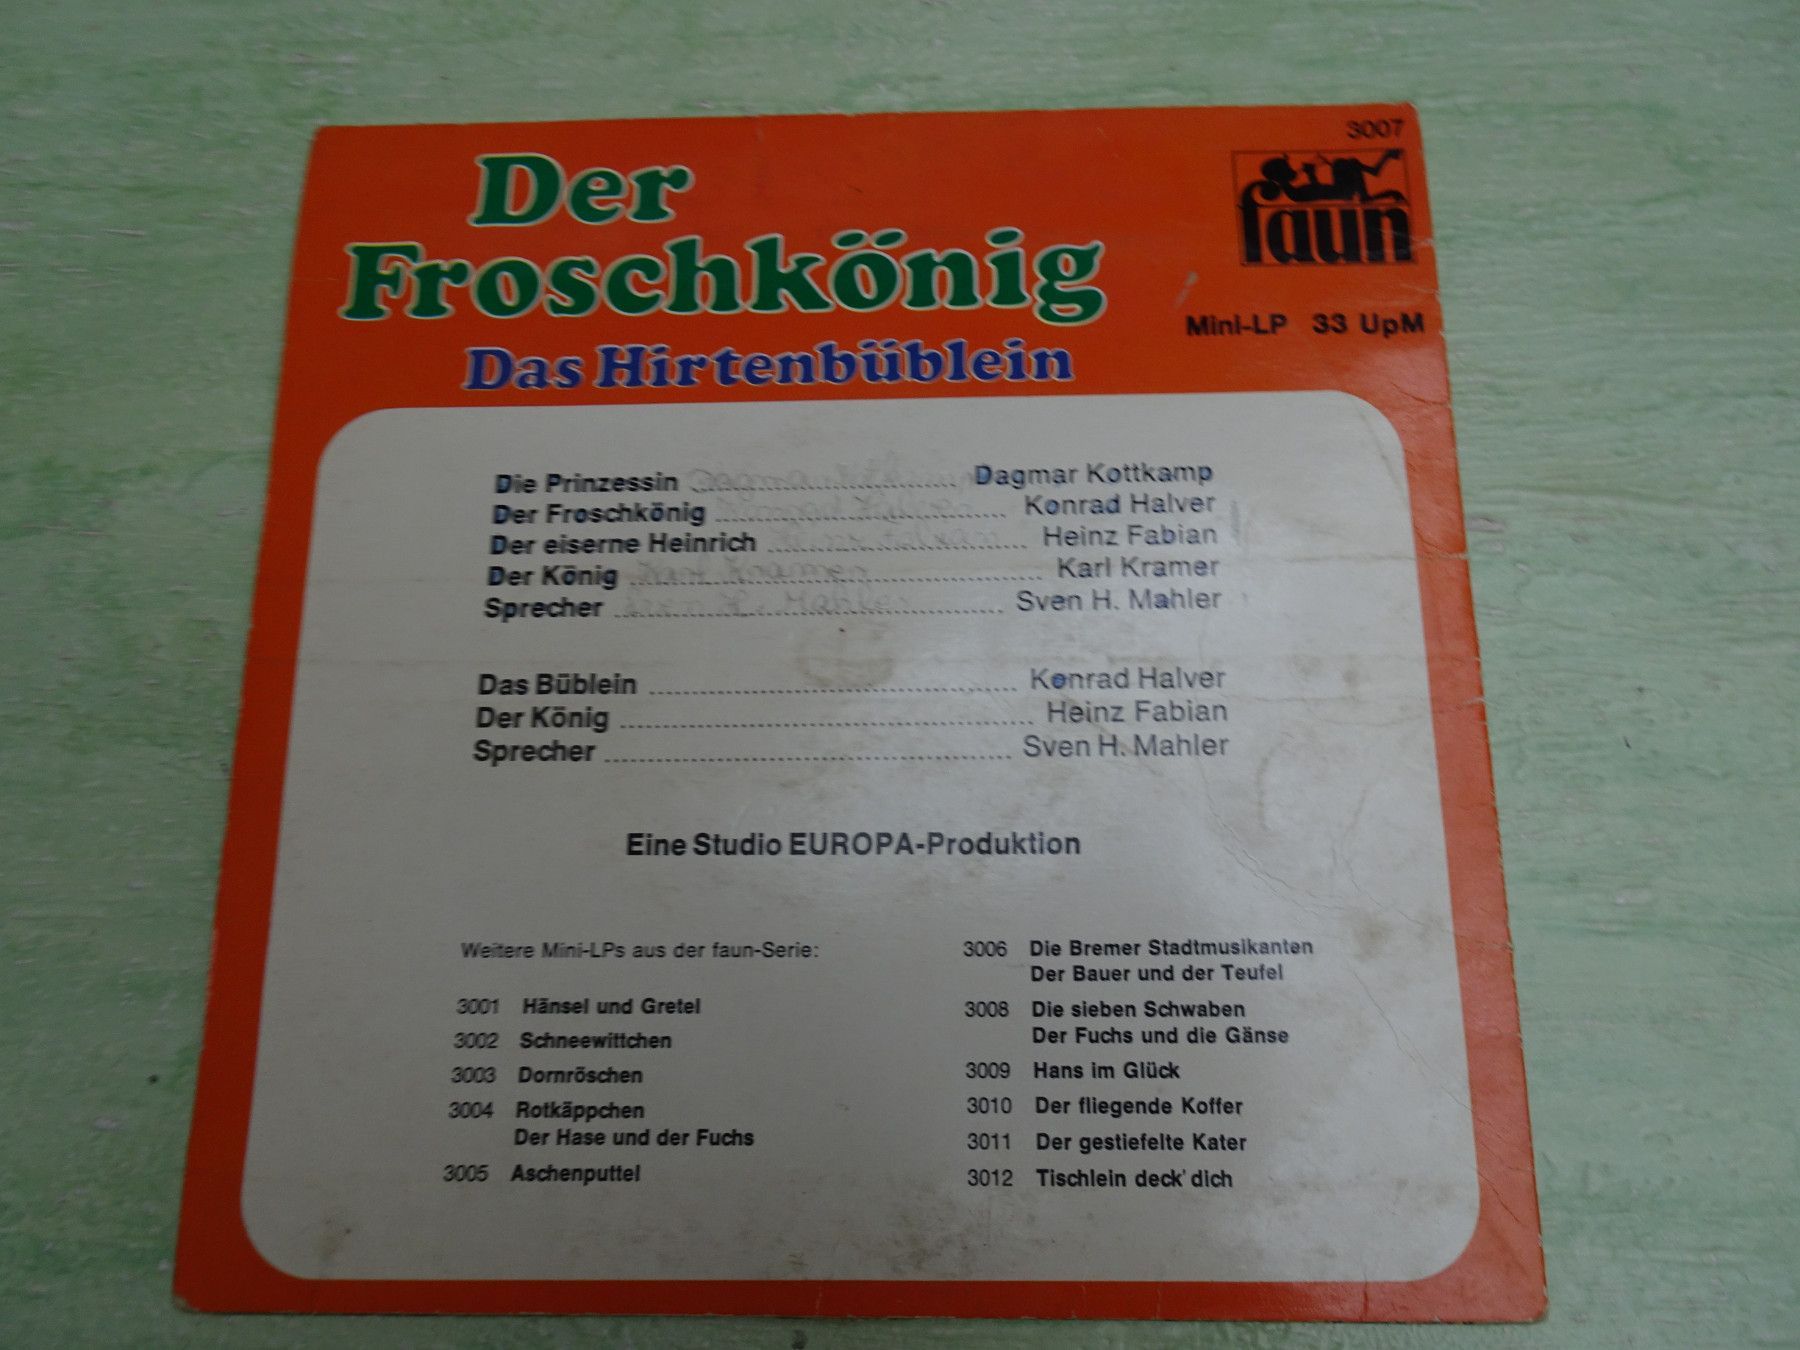 3007
faun
Der
Froschkönig
Mini-LP 33 UpM
Das Hirtenbüblein
Die Prinzessin ........ Dagmar Kottkamp
Der Froschkönig ........ Konrad Halver
Der eiserne Heinrich ........ Heinz Fabian
Der König ........ Karl Kramer
Sprecher ........ Sven H. Mahler
Das Büblein ........ Konrad Halver
Der König ........ Heinz Fabian
Sprecher ........ Sven H. Mahler
Eine Studio EUROPA-Produktion
Weitere Mini-LPs aus der faun-Serie:
3001 Hänsel und Gretel
3002 Schneewittchen
3003 Dornröschen
3004 Rotkäppchen
Der Hase und der Fuchs
3005 Aschenputtel
3006 Die Bremer Stadtmusikanten
Der Bauer und der Teufel
3008 Die sieben Schwaben
Der Fuchs und die Gänse
3009 Hans im Glück
3010 Der fliegende Koffer
3011 Der gestiefelte Kater
3012 Tischlein deck' dich